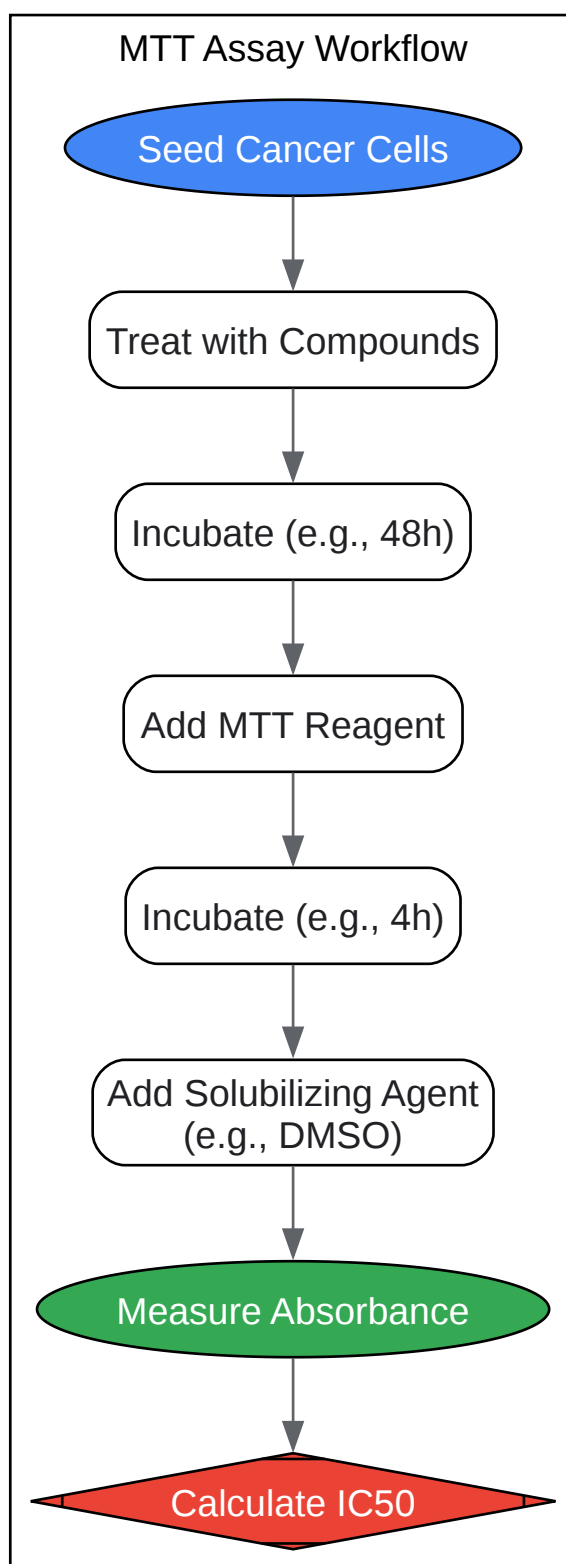 MTT Assay Workflow
Seed Cancer Cells
Treat with Compounds
Incubate (e.g., 48h)
Add MTT Reagent
Incubate (e.g., 4h)
Add Solubilizing Agent
(e.g., DMSO)
Measure Absorbance
Calculate IC50